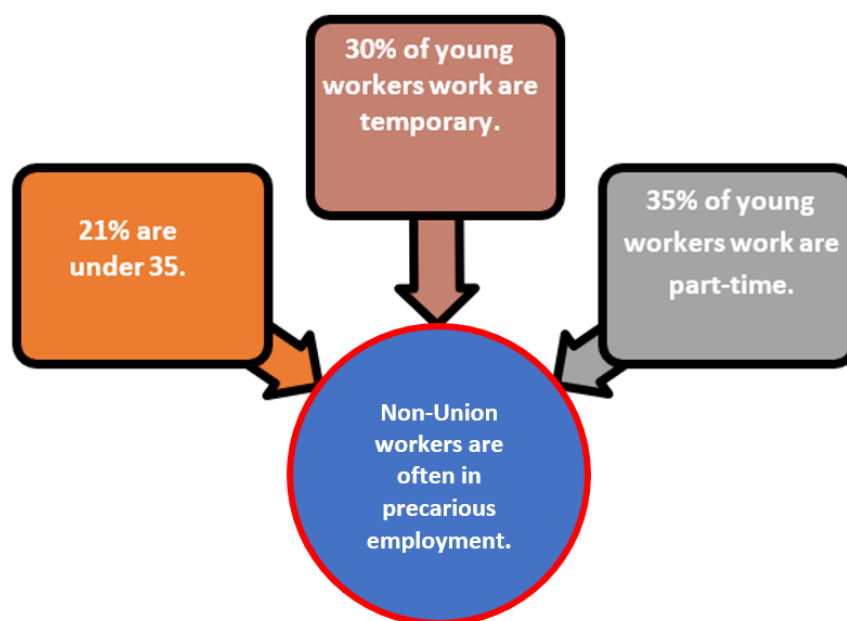 30% of young
workers work are
temporary.
21% are
under 35.
35% of young
workers work are
part-time.
Non-Union
workers are
often in
precarious
employment.